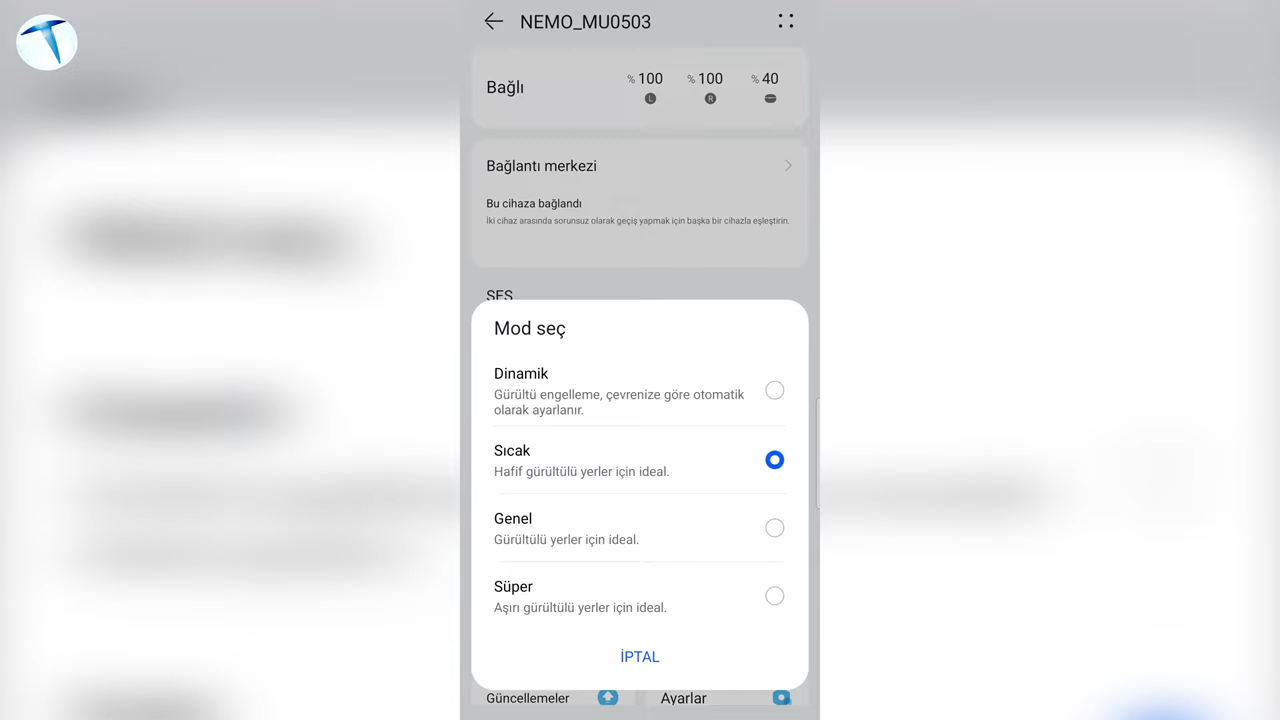 NEMO_MU0503
Bağlı
% 100 % 100 % 40
L R
Bağlantı merkezi
Bu cihaza bağlandı
İki cihaz arasında sorunsuz olarak geçiş yapmak için başka bir cihazla eşleştirin.
SES
Mod seç
Dinamik
Gürültü engelleme, çevrenize göre otomatik
olarak ayarlanır.
Sıcak
Hafif gürültülü yerler için ideal.
Genel
Gürültülü yerler için ideal.
Süper
Aşırı gürültülü yerler için ideal.
İPTAL
Güncellemeler Ayarlar